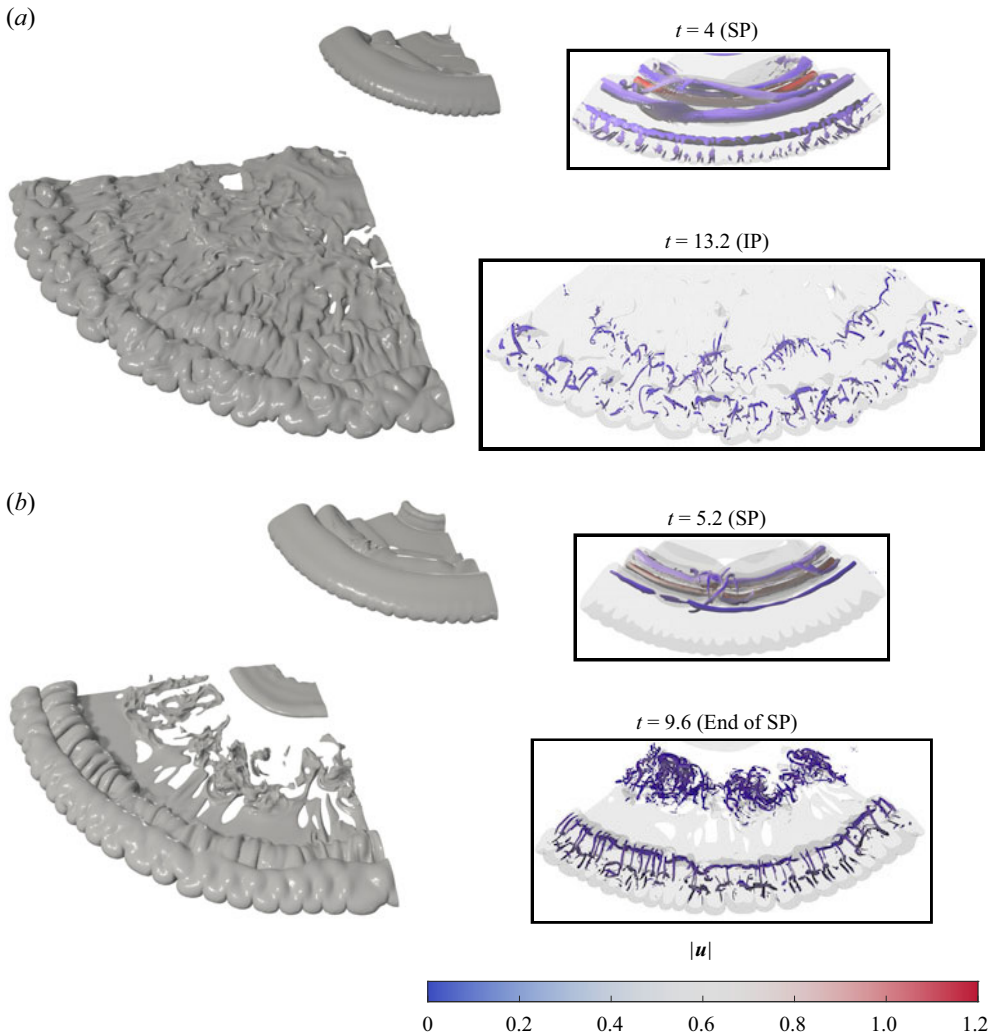 (a)
t = 4 (SP)
t = 13.2 (IP)
(b)
t = 5.2 (SP)
t = 9.6 (End of SP)
|u|
0 0.2 0.4 0.6 0.8 1.0 1.2